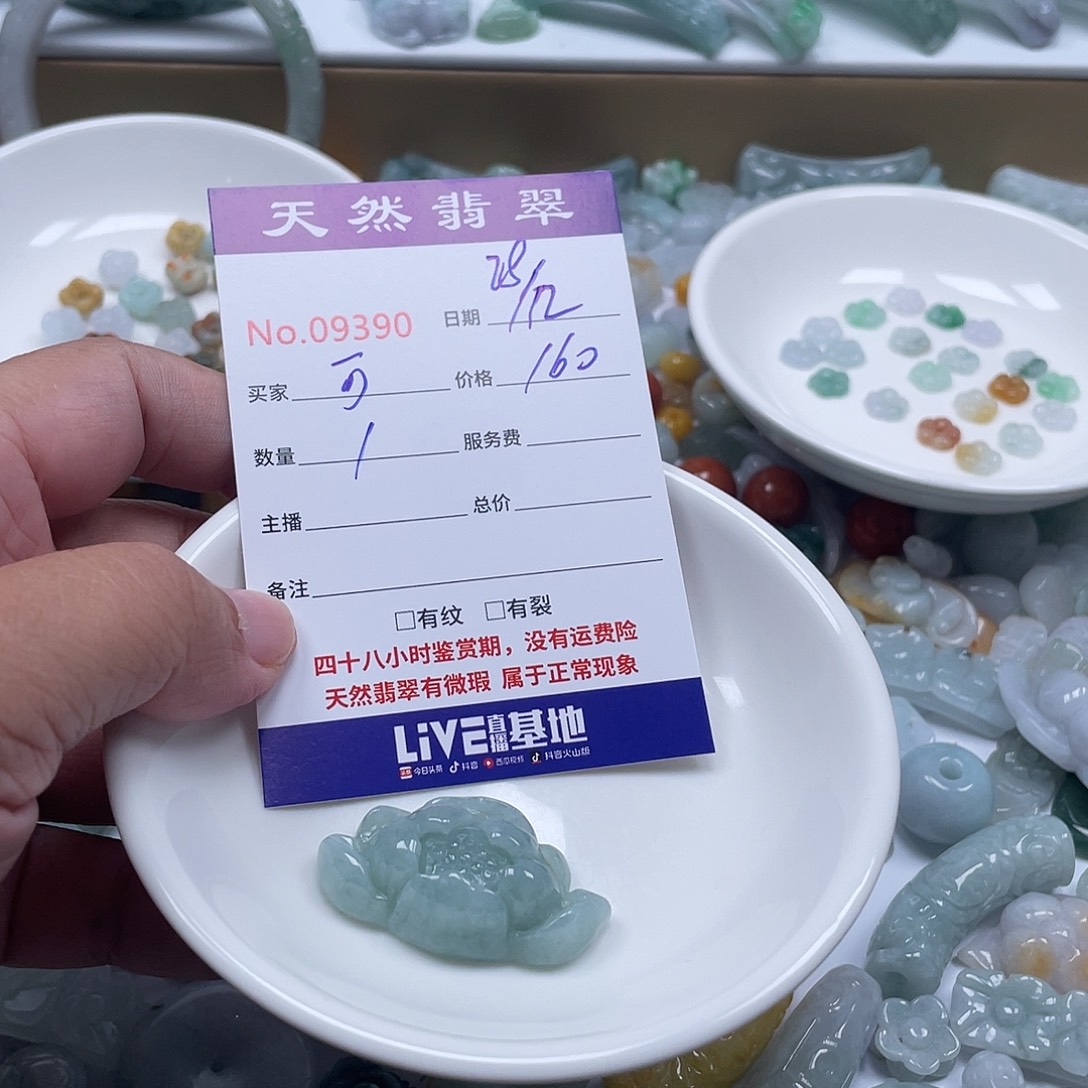 天然翡翠
No.09390 日期 28/12
买家 可 价格 160
数量 1 服务费
主播 总价
备注
□有纹 □有裂
四十八小时鉴赏期，没有运费险
天然翡翠有微瑕 属于正常现象
LIVE直播基地
今日头条 抖音 西瓜视频 抖音火山版